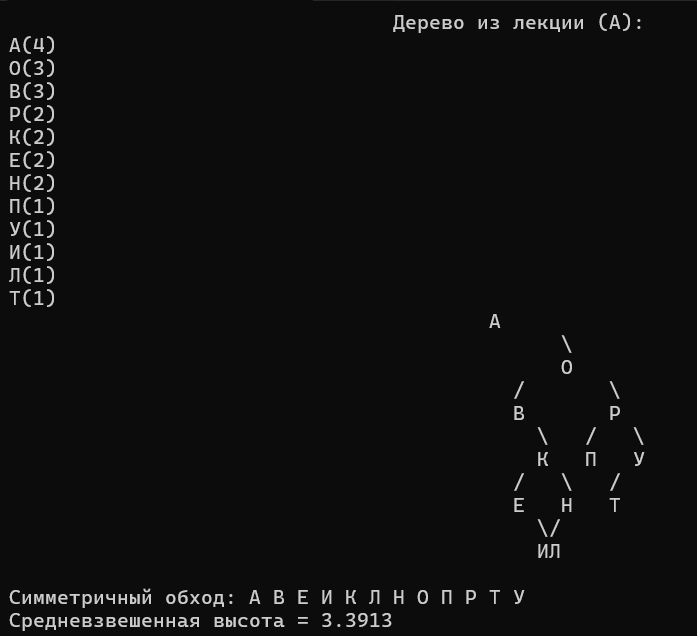 Дерево из лекции (А):
А(4)
О(3)
В(3)
Р(2)
К(2)
Е(2)
Н(2)
П(1)
У(1)
И(1)
Л(1)
Т(1)
А
\
О
/ \
В Р
\ / \
К П У
/ \ /
Е Н Т
\/
ИЛ
Симметричный обход: А В Е И К Л Н О П Р Т У
Средневзвешенная высота = 3.3913